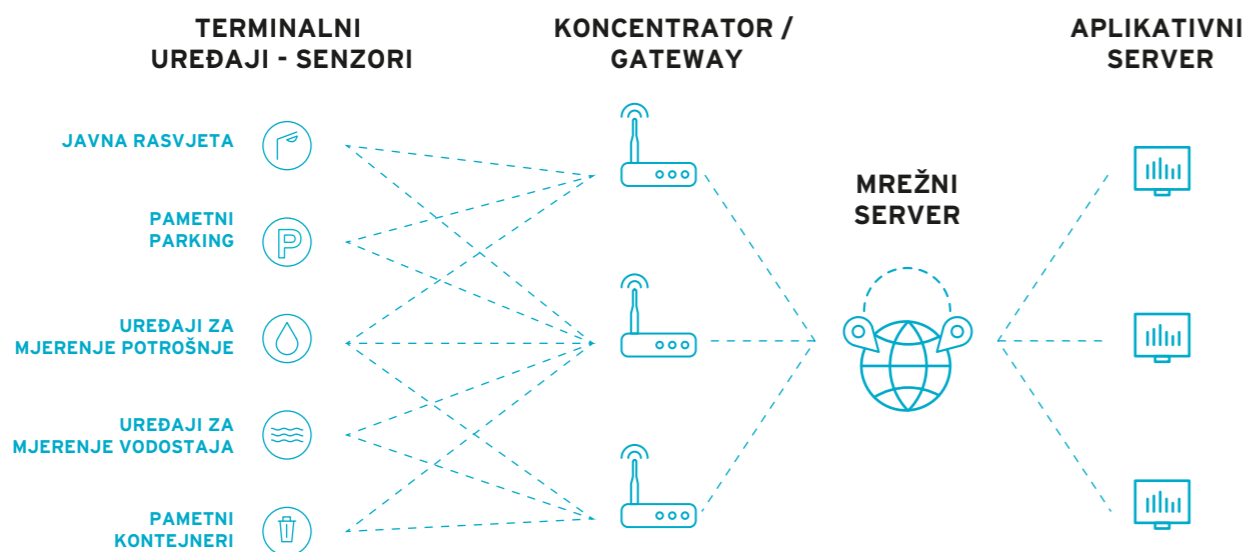 TERMINALNI
UREĐAJI - SENZORI
KONCENTRATOR /
GATEWAY
APLIKATIVNI
SERVER
JAVNA RASVJETA
PAMETNI
PARKING
P
UREĐAJI ZA
MJERENJE POTROŠNJE
UREĐAJI ZA
MJERENJE VODOSTAJA
PAMETNI
KONTEJNERI
MREŽNI
SERVER